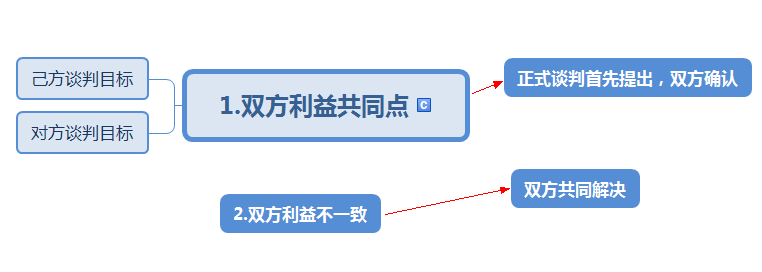 己方谈判目标
对方谈判目标
1.双方利益共同点
C
正式谈判首先提出，双方确认
2.双方利益不一致
双方共同解决